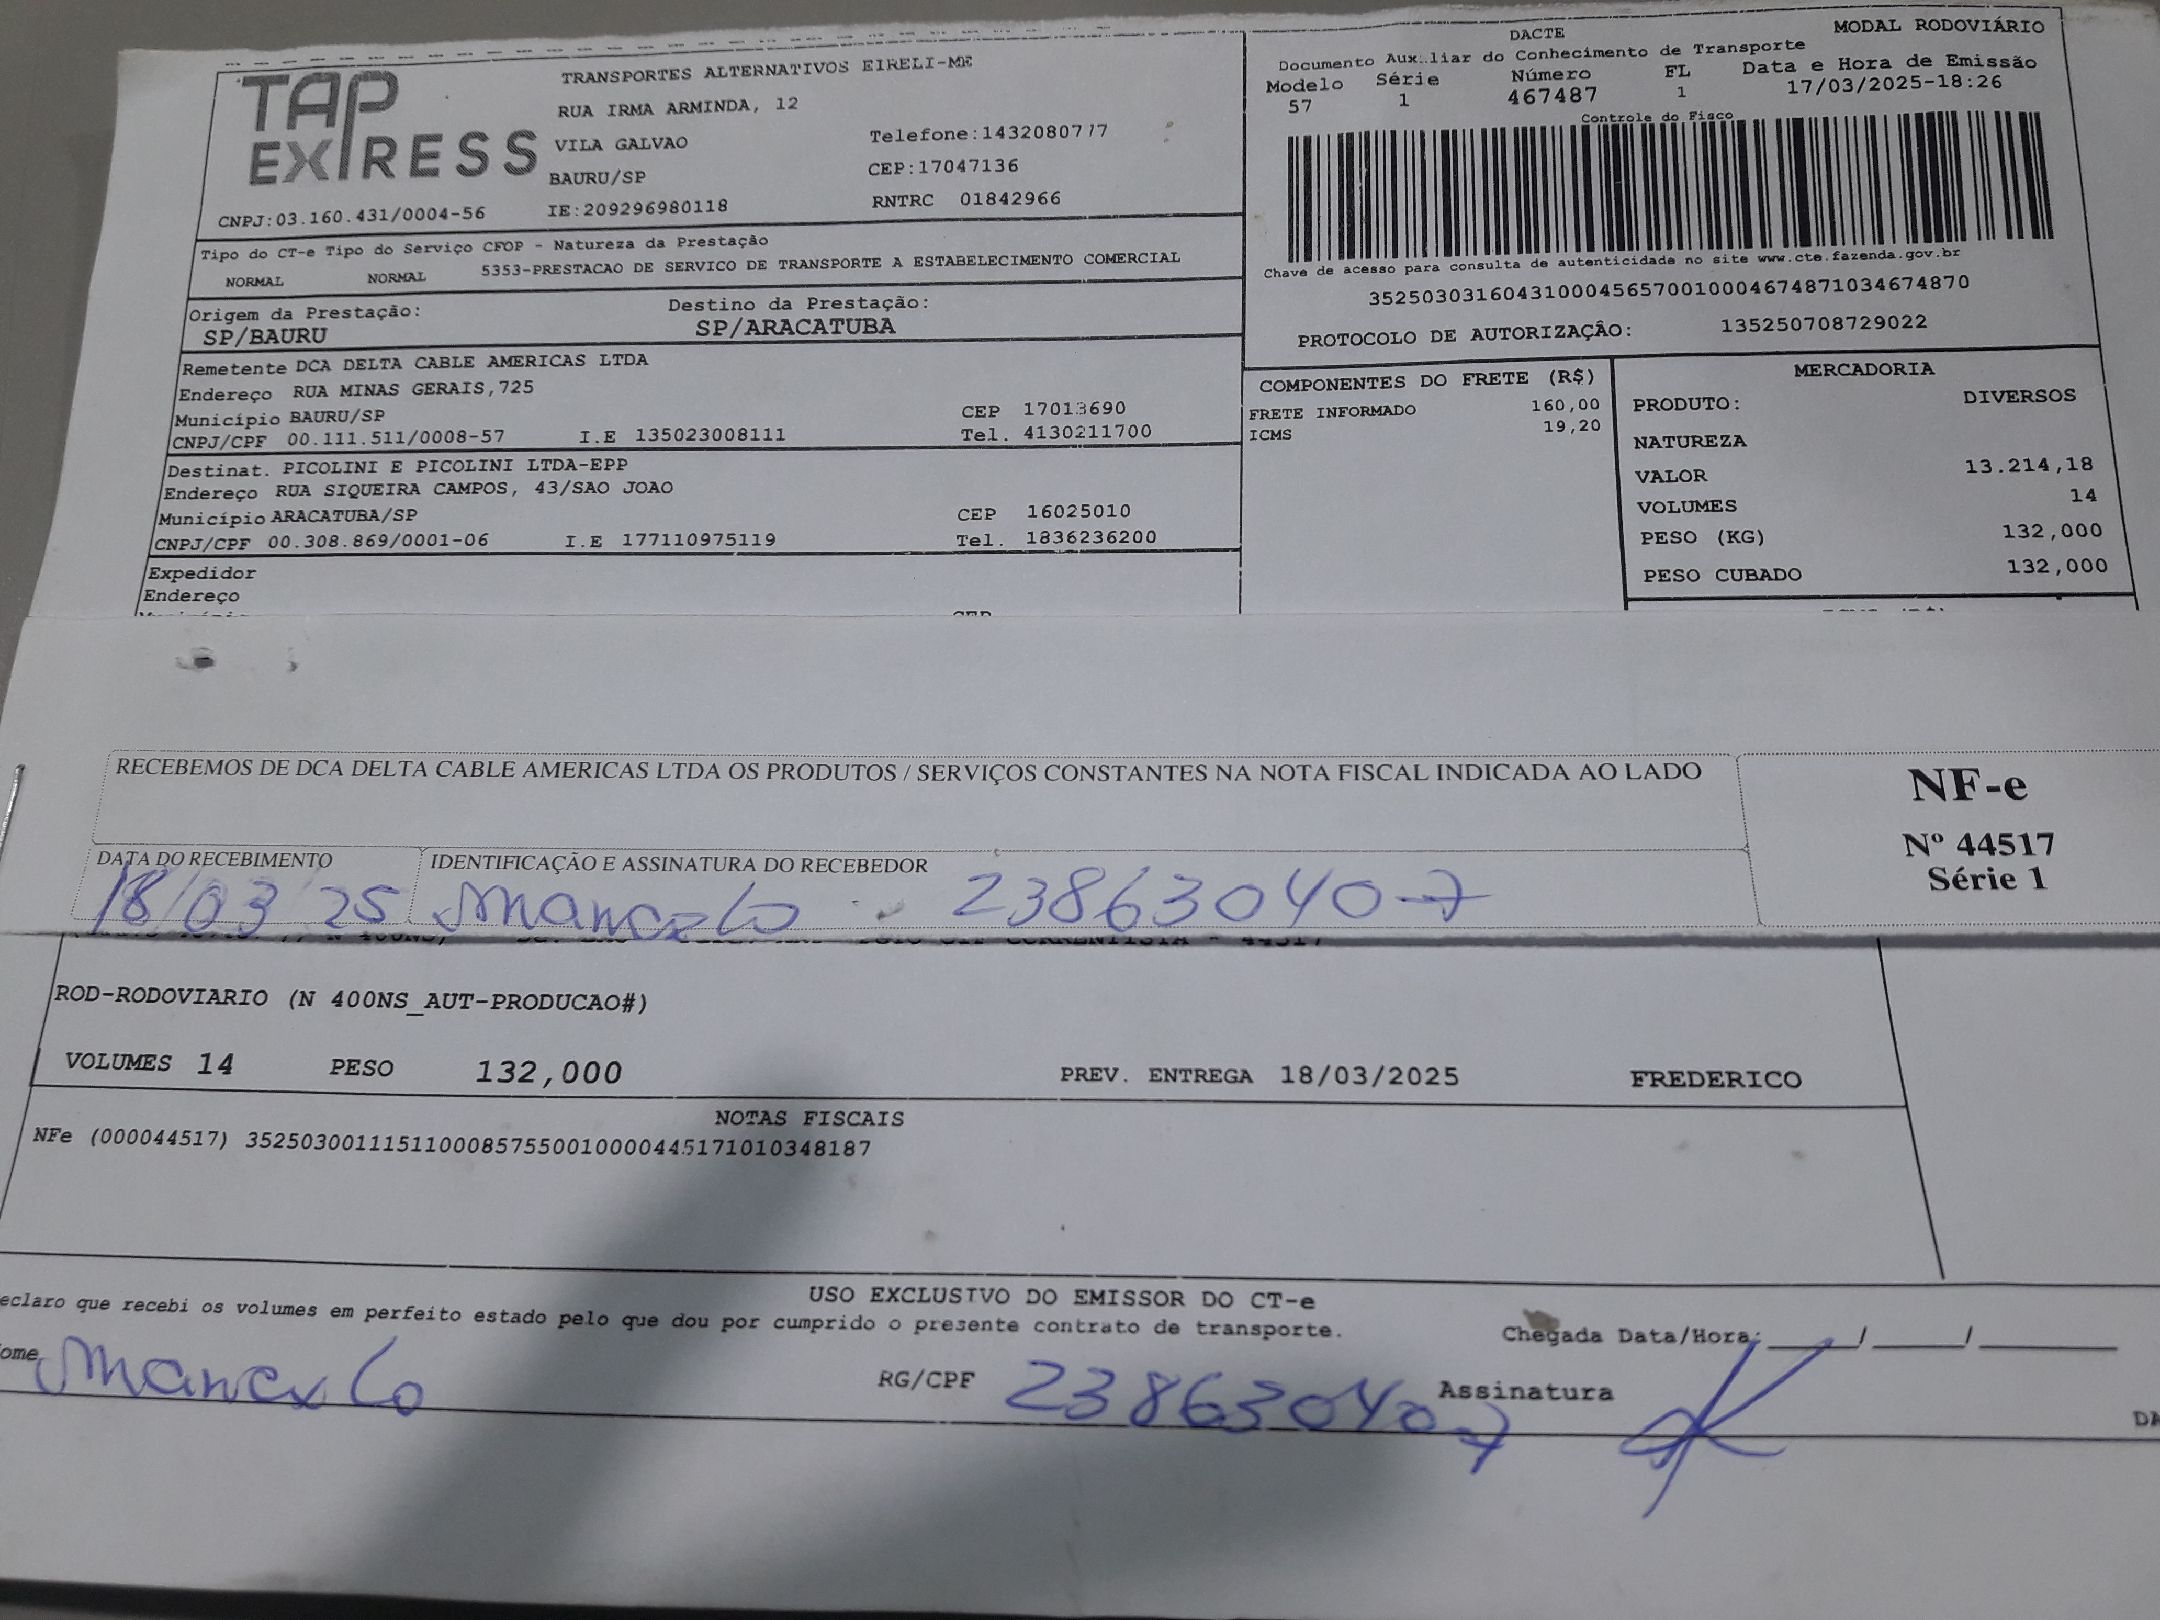 TAP EXPRESS
TRANSPORTES ALTERNATIVOS EIRELI-ME
RUA IRMA ARMINDA, 12
VILA GALVAO Telefone:1432080777
BAURU/SP CEP:17047136
CNPJ:03.160.431/0004-56 IE:209296980118 RNTRC 01842966
Tipo do CT-e Tipo do Serviço CFOP - Natureza da Prestação
NORMAL NORMAL 5353-PRESTACAO DE SERVICO DE TRANSPORTE A ESTABELECIMENTO COMERCIAL
Origem da Prestação: Destino da Prestação:
SP/BAURU SP/ARACATUBA
Remetente DCA DELTA CABLE AMERICAS LTDA
Endereço RUA MINAS GERAIS,725
Município BAURU/SP CEP 17013690
CNPJ/CPF 00.111.511/0008-57 I.E 135023008111 Tel. 4130211700
Destinat. PICOLINI E PICOLINI LTDA-EPP
Endereço RUA SIQUEIRA CAMPOS, 43/SAO JOAO
Município ARACATUBA/SP CEP 16025010
CNPJ/CPF 00.308.869/0001-06 I.E 177110975119 Tel. 1836236200
Expedidor
Endereço
DACTE MODAL RODOVIÁRIO
Documento Auxiliar do Conhecimento de Transporte
Modelo Série Número FL Data e Hora de Emissão
57 1 467487 1 17/03/2025-18:26
Controle do Fisco
Chave de acesso para consulta de autenticidade no site www.cte.fazenda.gov.br
35250303160431000456570010004674871034674870
PROTOCOLO DE AUTORIZAÇÃO: 135250708729022
COMPONENTES DO FRETE (R$)
FRETE INFORMADO 160,00
ICMS 19,20
MERCADORIA
PRODUTO: DIVERSOS
NATUREZA
VALOR 13.214,18
VOLUMES 14
PESO (KG) 132,000
PESO CUBADO 132,000
RECEBEMOS DE DCA DELTA CABLE AMERICAS LTDA OS PRODUTOS / SERVIÇOS CONSTANTES NA NOTA FISCAL INDICADA AO LADO
DATA DO RECEBIMENTO IDENTIFICAÇÃO E ASSINATURA DO RECEBEDOR
18/03/25 Marcelo 238630407
NF-e
Nº 44517
Série 1
ROD-RODOVIARIO (N 400NS_AUT-PRODUCAO#)
VOLUMES 14 PESO 132,000 PREV. ENTREGA 18/03/2025 FREDERICO
NOTAS FISCAIS
NFe (000044517) 35250300111511000857550010000445171010348187
USO EXCLUSIVO DO EMISSOR DO CT-e
eclaro que recebi os volumes em perfeito estado pelo que dou por cumprido o presente contrato de transporte.
Chegada Data/Hora: ____/____/______
ome Marcelo RG/CPF 238630407 Assinatura
DA